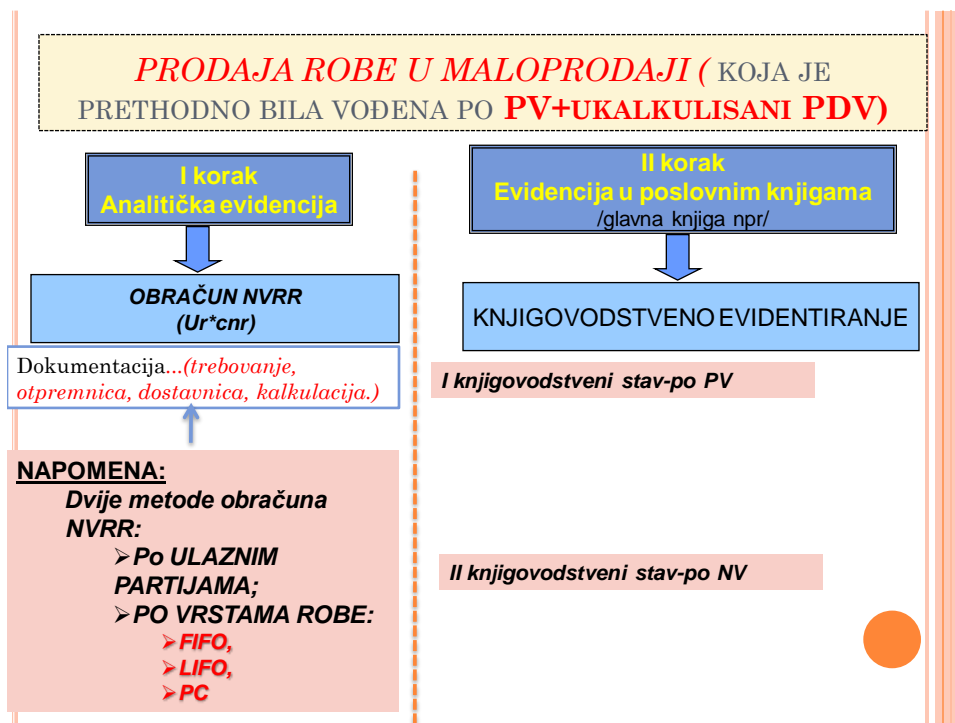 PRODAJA ROBE U MALOPRODAJI ( KOJA JE
PRETHODNO BILA VOĐENA PO PV+UKALKULISANI PDV)
I korak
Analitička evidencija
OBRAČUN NVRR
(Ur*cnr)
Dokumentacija...(trebovanje,
otpremnica, dostavnica, kalkulacija.)
NAPOMENA:
Dvije metode obračuna
NVRR:
➢Po ULAZNIM
PARTIJAMA;
➢PO VRSTAMA ROBE:
➢FIFO,
➢LIFO,
➢PC
II korak
Evidencija u poslovnim knjigama
/glavna knjiga npr/
KNJIGOVODSTVENO EVIDENTIRANJE
I knjigovodstveni stav-po PV
II knjigovodstveni stav-po NV